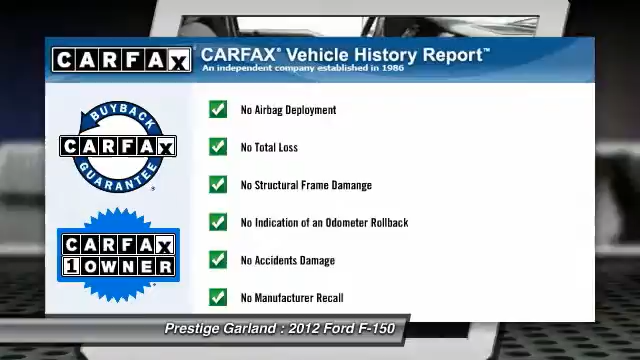 CARFAX
CARFAX® Vehicle History Report™
An independent company established in 1986
BUYBACK
CARFAX
GUARANTEE
®
CARFAX
1 OWNER
No Airbag Deployment
No Total Loss
No Structural Frame Damange
No Indication of an Odometer Rollback
No Accidents Damage
No Manufacturer Recall
Prestige Garland : 2012 Ford F-150